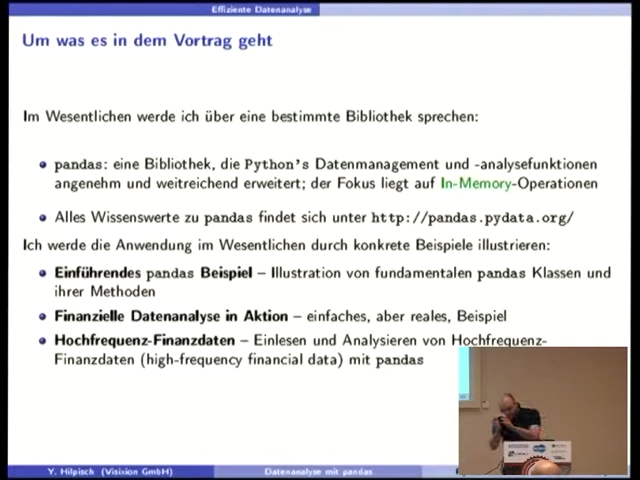 Effiziente Datenanalyse
Um was es in dem Vortrag geht
Im Wesentlichen werde ich über eine bestimmte Bibliothek sprechen:
pandas: eine Bibliothek, die Python's Datenmanagement und -analysefunktionen
angenehm und weitreichend erweitert; der Fokus liegt auf In-Memory-Operationen
Alles Wissenswerte zu pandas findet sich unter http://pandas.pydata.org/
Ich werde die Anwendung im Wesentlichen durch konkrete Beispiele illustrieren:
Einführendes pandas Beispiel – Illustration von fundamentalen pandas Klassen und
ihrer Methoden
Finanzielle Datenanalyse in Aktion – einfaches, aber reales, Beispiel
Hochfrequenz-Finanzdaten – Einlesen und Analysieren von Hochfrequenz-
Finanzdaten (high-frequency financial data) mit pandas
Y. Hilpisch (Visixion GmbH)
Datenanalyse mit pandas